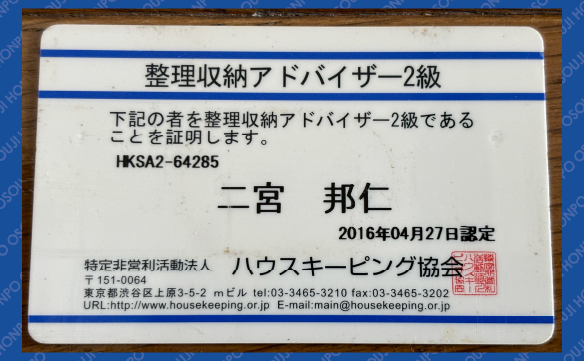 整理収納アドバイザー2級
下記の者を整理収納アドバイザー2級である
ことを証明します。
HKSA2-64285
二宮 邦仁
2016年04月27日認定
特定非営利活動法人 ハウスキーピング協会
〒151-0064
東京都渋谷区上原3-5-2 mビル tel:03-3465-3210 fax:03-3465-3202
URL:http://www.housekeeping.or.jp E-mail:main@housekeeping.or.jp